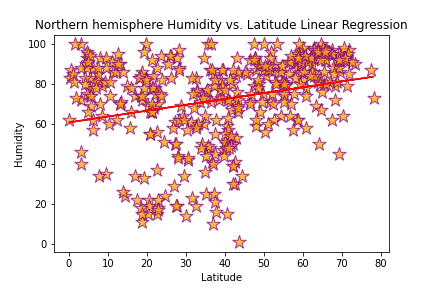 Northern hemisphere Humidity vs. Latitude Linear Regression
100
80
60
40
20
0
Humidity
0 10 20 30 40 50 60 70 80
Latitude